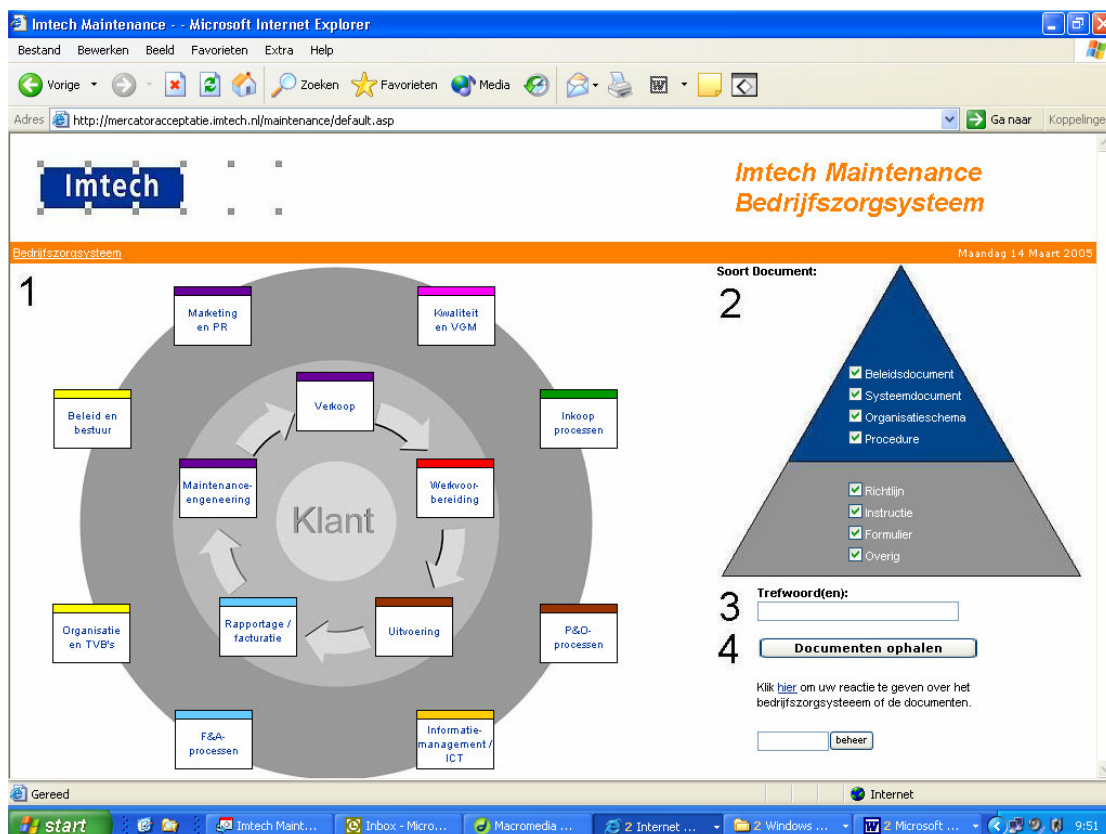 Imtech Maintenance - - Microsoft Internet Explorer
Bestand Bewerken Beeld Favorieten Extra Help
Vorige Zoeken Favorieten Media
Adres http://mercatoracceptatie.imtech.nl/maintenance/default.asp Ga naar Koppelinge
Imtech
Imtech Maintenance
Bedrijfszorgsysteem
Bedrijfszorgsysteem Maandag 14 Maart 2005
1
Marketing
en PR
Kwaliteit
en VGM
Beleid en
bestuur
Verkoop
Inkoop
processen
Maintenance-
engeneering
Werkvoor-
bereiding
Klant
Organisatie
en TVB's
Rapportage /
facturatie
Uitvoering
P&O-
processen
F&A-
processen
Informatie-
management /
ICT
Soort Document:
2
Beleidsdocument
Systeemdocument
Organisatieschema
Procedure
Richtlijn
Instructie
Formulier
Overig
3 Trefwoord(en):
4 Documenten ophalen
Klik hier om uw reactie te geven over het
bedrijfszorgsysteeem of de documenten.
beheer
Gereed Internet
start Imtech Maint... Inbox - Micro... Macromedia ... 2 Internet ... 2 Windows ... 2 Microsoft ... 9:51